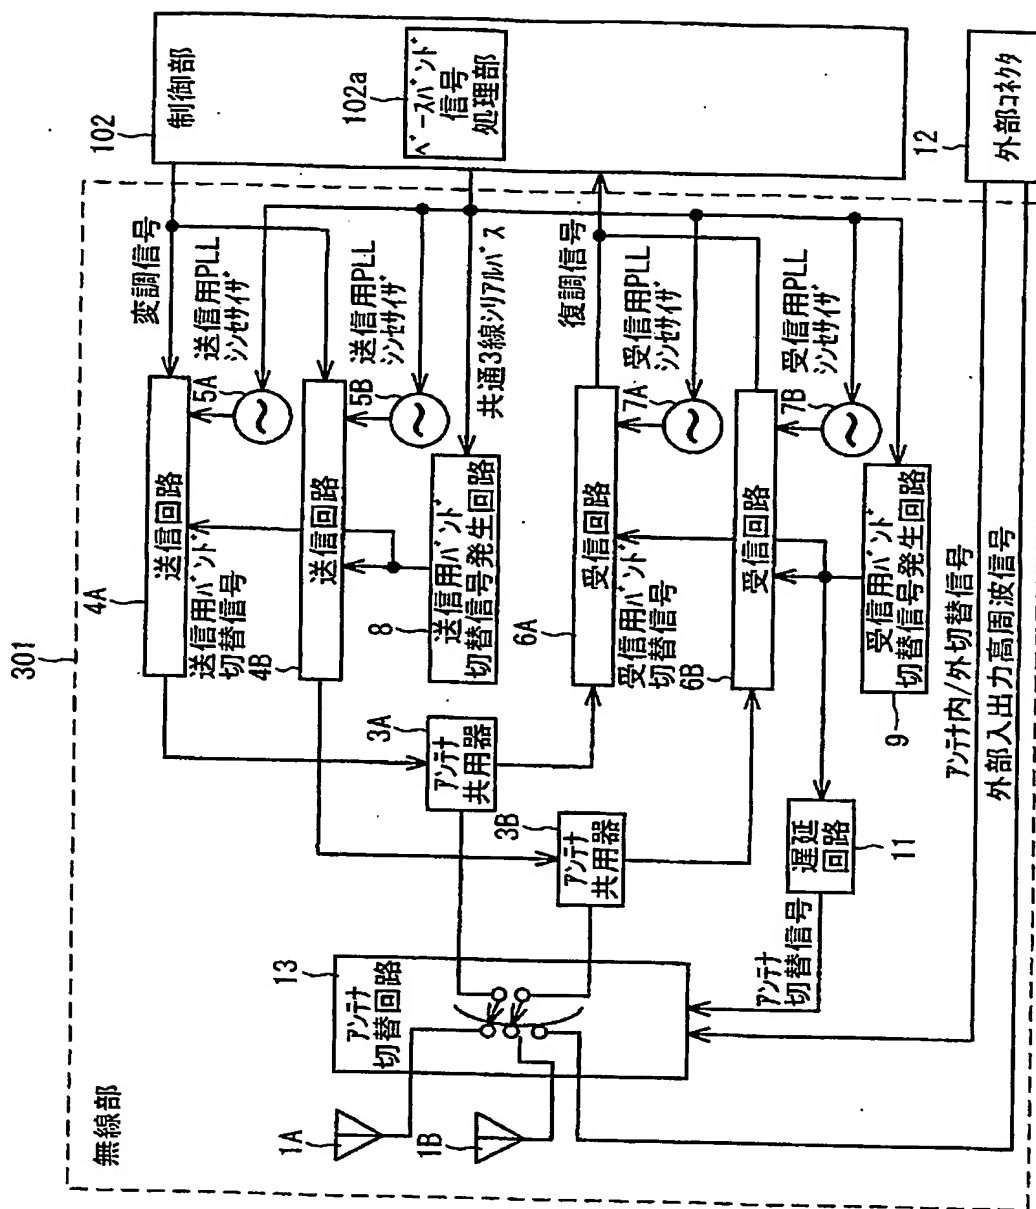 301
無線部
102
制御部
102a
ベースバンド
信号
処理部
12
外部コネクタ
変調信号
4A
送信回路
送信用PLL
シンセサイザ
5A
送信用バンド
切替信号
4B
送信回路
送信用PLL
シンセサイザ
5B
共通3線シリアルバス
8
送信用バンド
切替信号発生回路
復調信号
6A
受信回路
受信用PLL
シンセサイザ
7A
受信用バンド
切替信号
6B
受信回路
受信用PLL
シンセサイザ
7B
9
受信用バンド
切替信号発生回路
3A
アンテナ
共用器
3B
アンテナ
共用器
11
遅延
回路
アンテナ
切替信号
13
アンテナ
切替回路
1A
1B
アンテナ内/外切替信号
外部入出力高周波信号